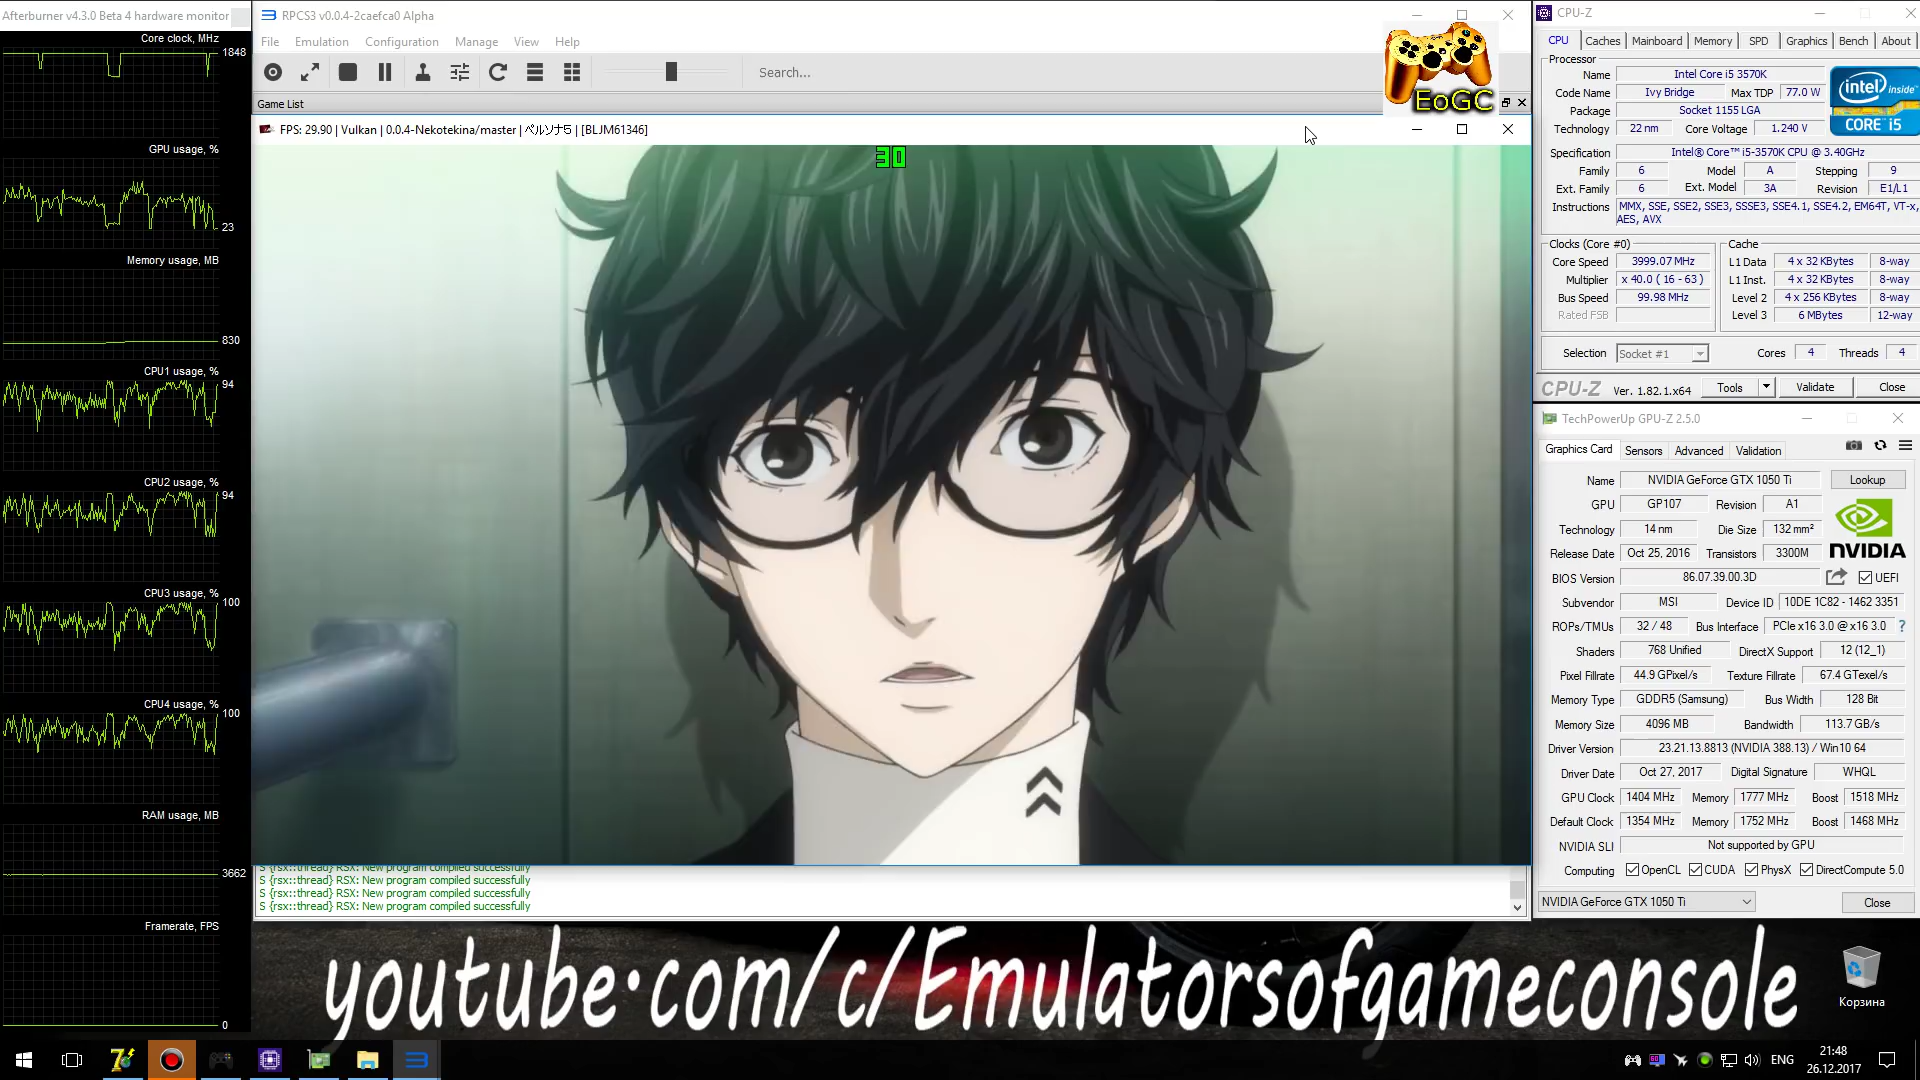 Afterburner v4.3.0 Beta 4 hardware monitor
Core clock, MHz
1848
GPU usage, %
23
Memory usage, MB
830
CPU1 usage, %
94
CPU2 usage, %
94
CPU3 usage, %
100
CPU4 usage, %
100
RAM usage, MB
3662
Framerate, FPS
0
RPCS3 v0.0.4-2caefca0 Alpha
File Emulation Configuration Manage View Help
Search...
EoGC
Game List
FPS: 29.90 | Vulkan | 0.0.4-Nekotekina/master | ペルソナ5 | [BLJM61346]
30
S {rsx::thread} RSX: New program compiled successfully
S {rsx::thread} RSX: New program compiled successfully
S {rsx::thread} RSX: New program compiled successfully
S {rsx::thread} RSX: New program compiled successfully
CPU-Z
CPU Caches Mainboard Memory SPD Graphics Bench About
Processor
Name Intel Core i5 3570K
Code Name Ivy Bridge Max TDP 77.0 W
Package Socket 1155 LGA
Technology 22 nm Core Voltage 1.240 V
intel inside™
CORE i5
Specification Intel® Core™ i5-3570K CPU @ 3.40GHz
Family 6 Model A Stepping 9
Ext. Family 6 Ext. Model 3A Revision E1/L1
Instructions MMX, SSE, SSE2, SSE3, SSSE3, SSE4.1, SSE4.2, EM64T, VT-x,
AES, AVX
Clocks (Core #0)
Core Speed 3999.07 MHz
Multiplier x 40.0 ( 16 - 63 )
Bus Speed 99.98 MHz
Rated FSB
Cache
L1 Data 4 x 32 KBytes 8-way
L1 Inst. 4 x 32 KBytes 8-way
Level 2 4 x 256 KBytes 8-way
Level 3 6 MBytes 12-way
Selection Socket #1 Cores 4 Threads 4
CPU-Z Ver. 1.82.1.x64 Tools Validate Close
TechPowerUp GPU-Z 2.5.0
Graphics Card Sensors Advanced Validation
Name NVIDIA GeForce GTX 1050 Ti Lookup
GPU GP107 Revision A1
Technology 14 nm Die Size 132 mm²
Release Date Oct 25, 2016 Transistors 3300M
NVIDIA
BIOS Version 86.07.39.00.3D UEFI
Subvendor MSI Device ID 10DE 1C82 - 1462 3351
ROPs/TMUs 32 / 48 Bus Interface PCIe x16 3.0 @ x16 3.0 ?
Shaders 768 Unified DirectX Support 12 (12_1)
Pixel Fillrate 44.9 GPixel/s Texture Fillrate 67.4 GTexel/s
Memory Type GDDR5 (Samsung) Bus Width 128 Bit
Memory Size 4096 MB Bandwidth 113.7 GB/s
Driver Version 23.21.13.8813 (NVIDIA 388.13) / Win10 64
Driver Date Oct 27, 2017 Digital Signature WHQL
GPU Clock 1404 MHz Memory 1777 MHz Boost 1518 MHz
Default Clock 1354 MHz Memory 1752 MHz Boost 1468 MHz
NVIDIA SLI Not supported by GPU
Computing OpenCL CUDA PhysX DirectCompute 5.0
NVIDIA GeForce GTX 1050 Ti Close
youtube.com/c/Emulatorsofgameconsole
Корзина
ENG
21:48
26.12.2017